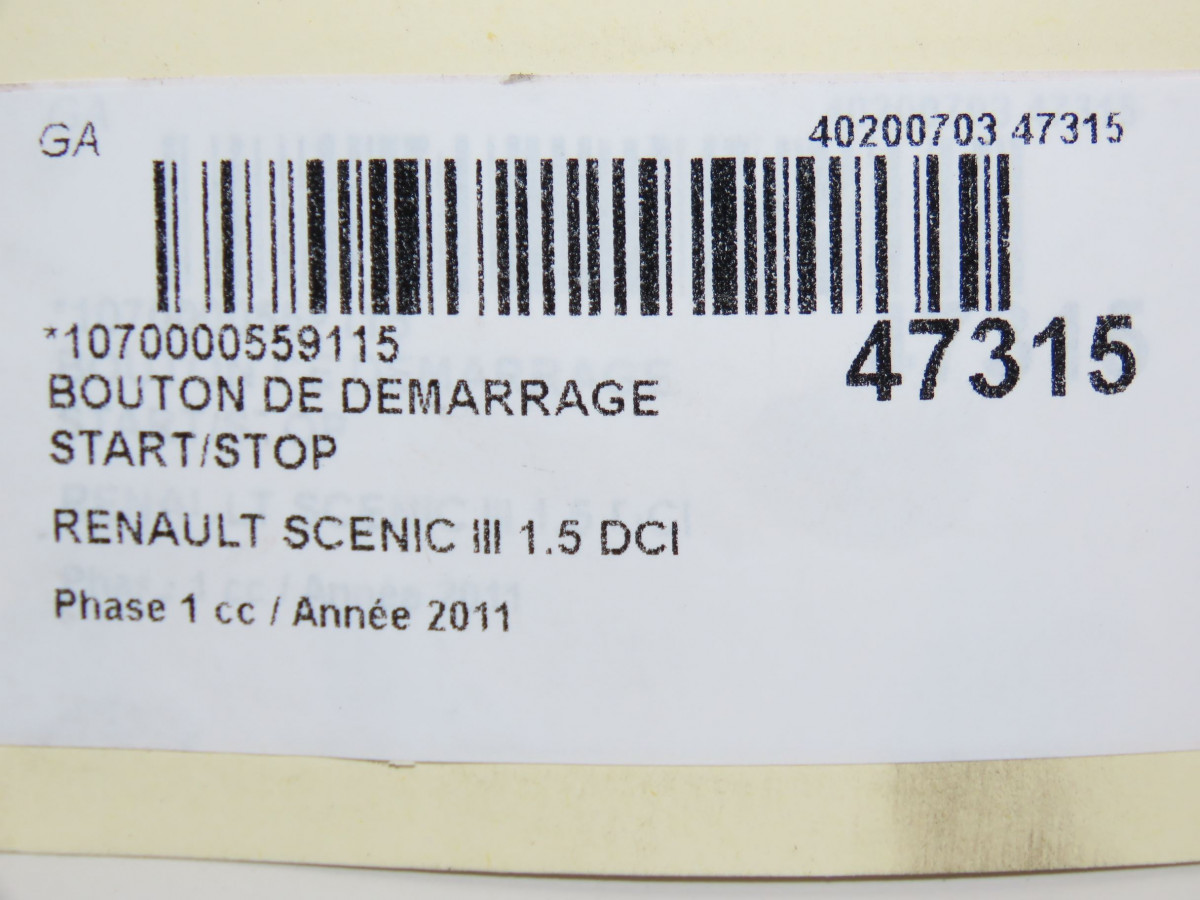 GA
40200703 47315
*1070000559115
47315
BOUTON DE DEMARRAGE
START/STOP
RENAULT SCENIC III 1.5 DCI
Phase 1 cc / Année 2011